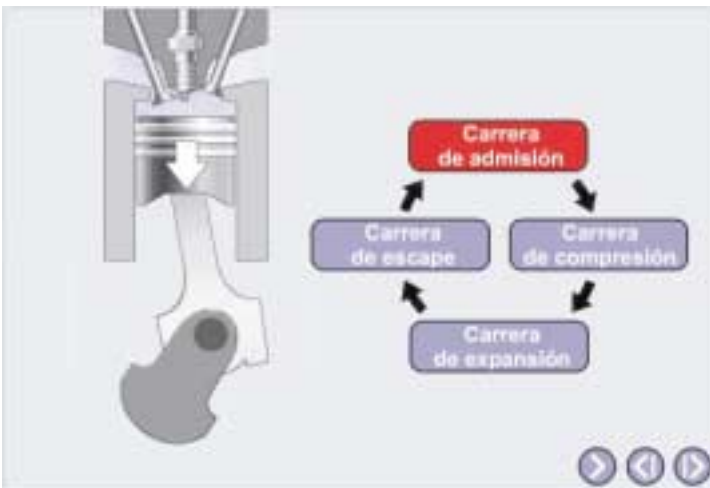 Carrera
de admisión
Carrera
de escape
Carrera
de compresión
Carrera
de expansión